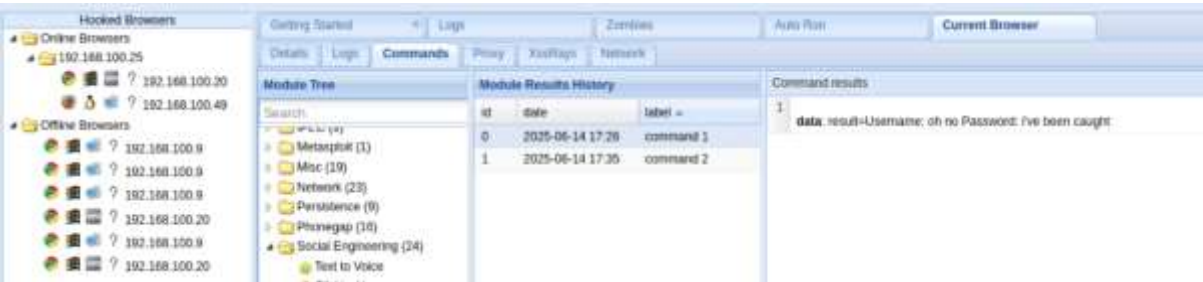 Hooked Browsers
Online Browsers
192.168.100.25
? 192.168.100.20
? 192.168.100.49
Offline Browsers
? 192.168.100.9
? 192.168.100.9
? 192.168.100.9
? 192.168.100.20
? 192.168.100.9
? 192.168.100.20
Getting Started Logs Zombies Auto Run Current Browser
Details Logs Commands Proxy XssRays Network
Module Tree
Search
Metasploit (1)
Misc (19)
Network (23)
Persistence (9)
Phonegap (16)
Social Engineering (24)
Text to Voice
Module Results History
id date label
0 2025-06-14 17:26 command 1
1 2025-06-14 17:35 command 2
Command results
1
data: result=Username: oh no Password: i've been caught